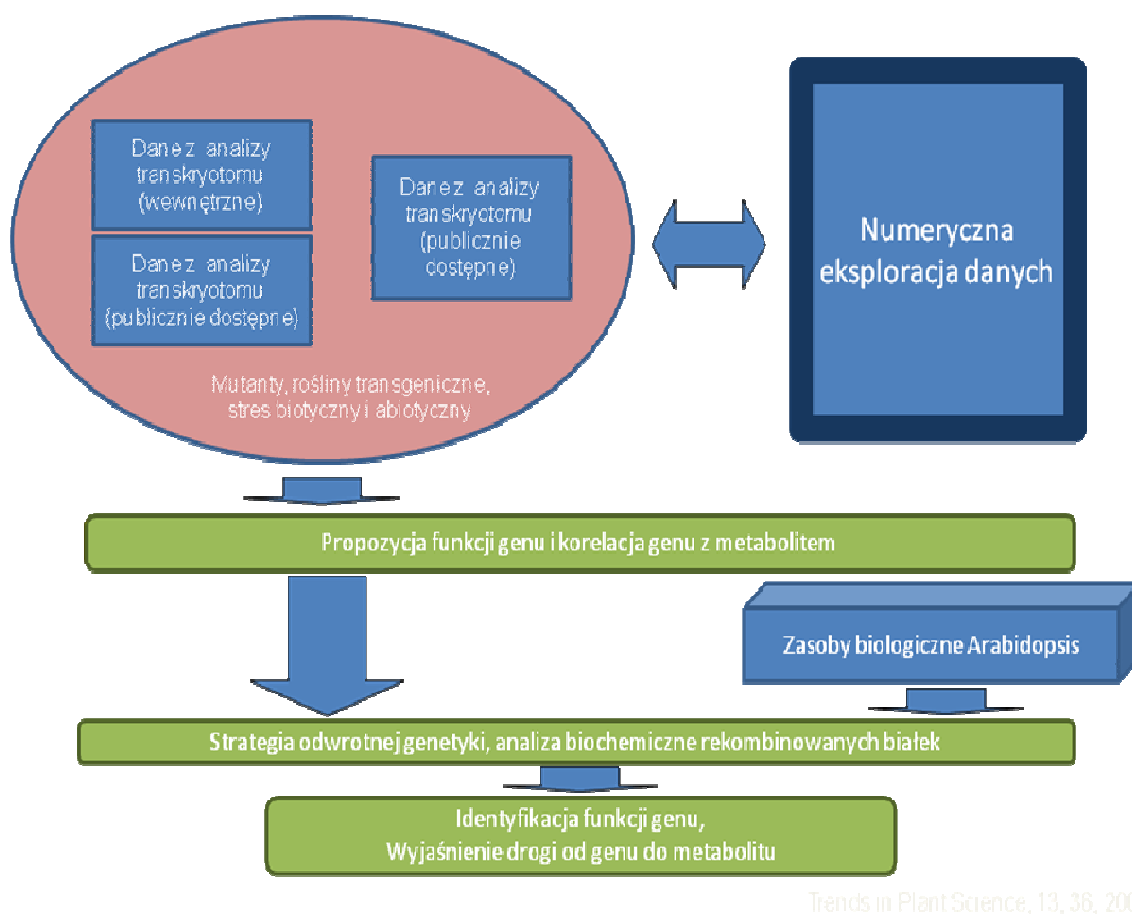 Dane z analizy
transkryotomu
(wewnętrzne)
Dane z analizy
transkryotomu
(publicznie dostępne)
Dane z analizy
transkryotomu
(publicznie
dostępne)
Numeryczna
eksploracja danych
Mutanty, rośliny transgeniczne,
stres biotyczny i abiotyczny
Propozycja funkcji genu i korelacja genu z metabolitem
Zasoby biologiczne Arabidopsis
Strategia odwrotnej genetyki, analiza biochemiczne rekombinowanych białek
Identyfikacja funkcji genu,
Wyjaśnienie drogi od genu do metabolitu
Trends in Plant Science, 13, 36,